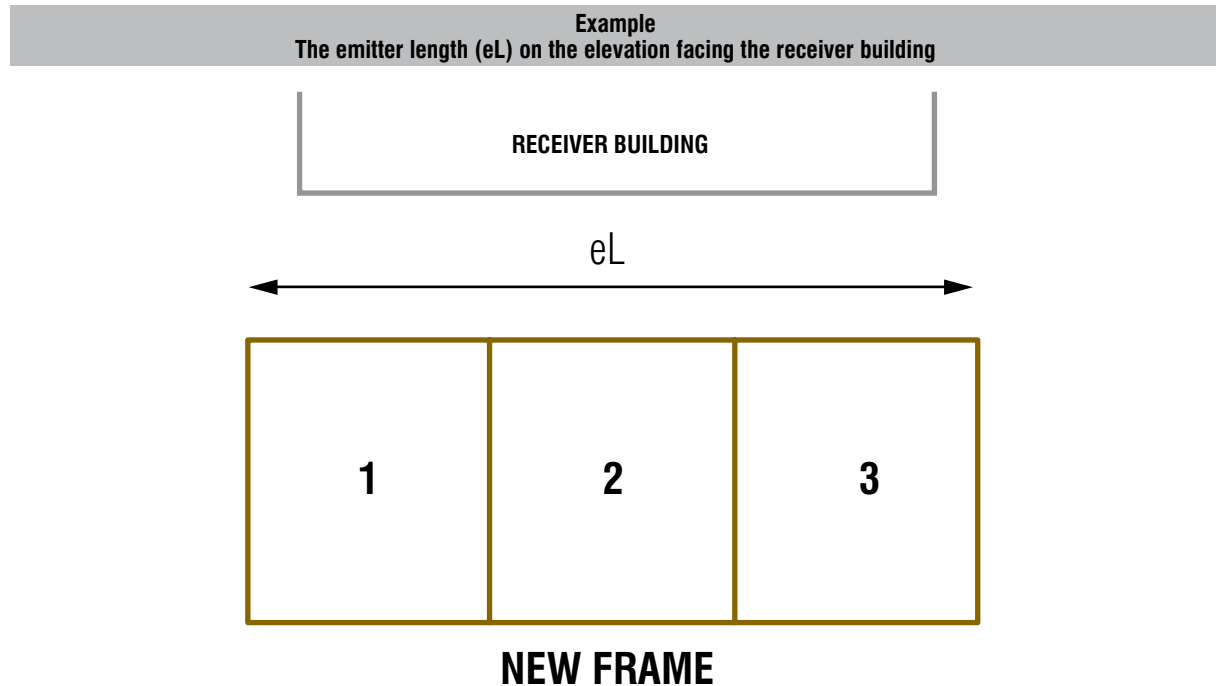 Example
The emitter length (eL) on the elevation facing the receiver building
RECEIVER BUILDING
eL
1 2 3
NEW FRAME